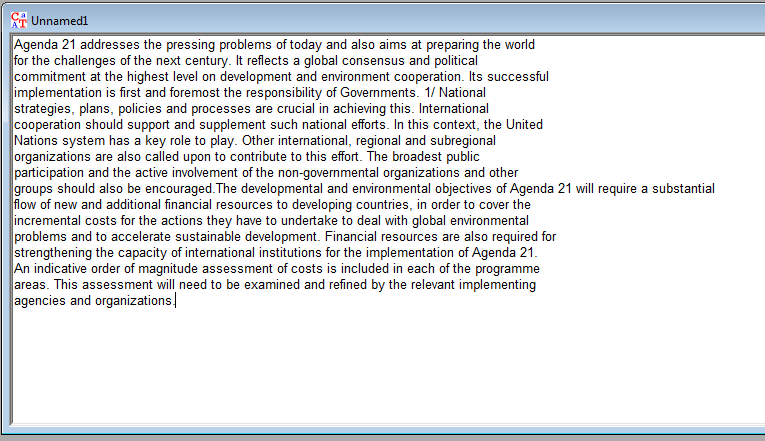 Unnamed1
Agenda 21 addresses the pressing problems of today and also aims at preparing the world
for the challenges of the next century. It reflects a global consensus and political
commitment at the highest level on development and environment cooperation. Its successful
implementation is first and foremost the responsibility of Governments. 1/ National
strategies, plans, policies and processes are crucial in achieving this. International
cooperation should support and supplement such national efforts. In this context, the United
Nations system has a key role to play. Other international, regional and subregional
organizations are also called upon to contribute to this effort. The broadest public
participation and the active involvement of the non-governmental organizations and other
groups should also be encouraged.The developmental and environmental objectives of Agenda 21 will require a substantial
flow of new and additional financial resources to developing countries, in order to cover the
incremental costs for the actions they have to undertake to deal with global environmental
problems and to accelerate sustainable development. Financial resources are also required for
strengthening the capacity of international institutions for the implementation of Agenda 21.
An indicative order of magnitude assessment of costs is included in each of the programme
areas. This assessment will need to be examined and refined by the relevant implementing
agencies and organizations.